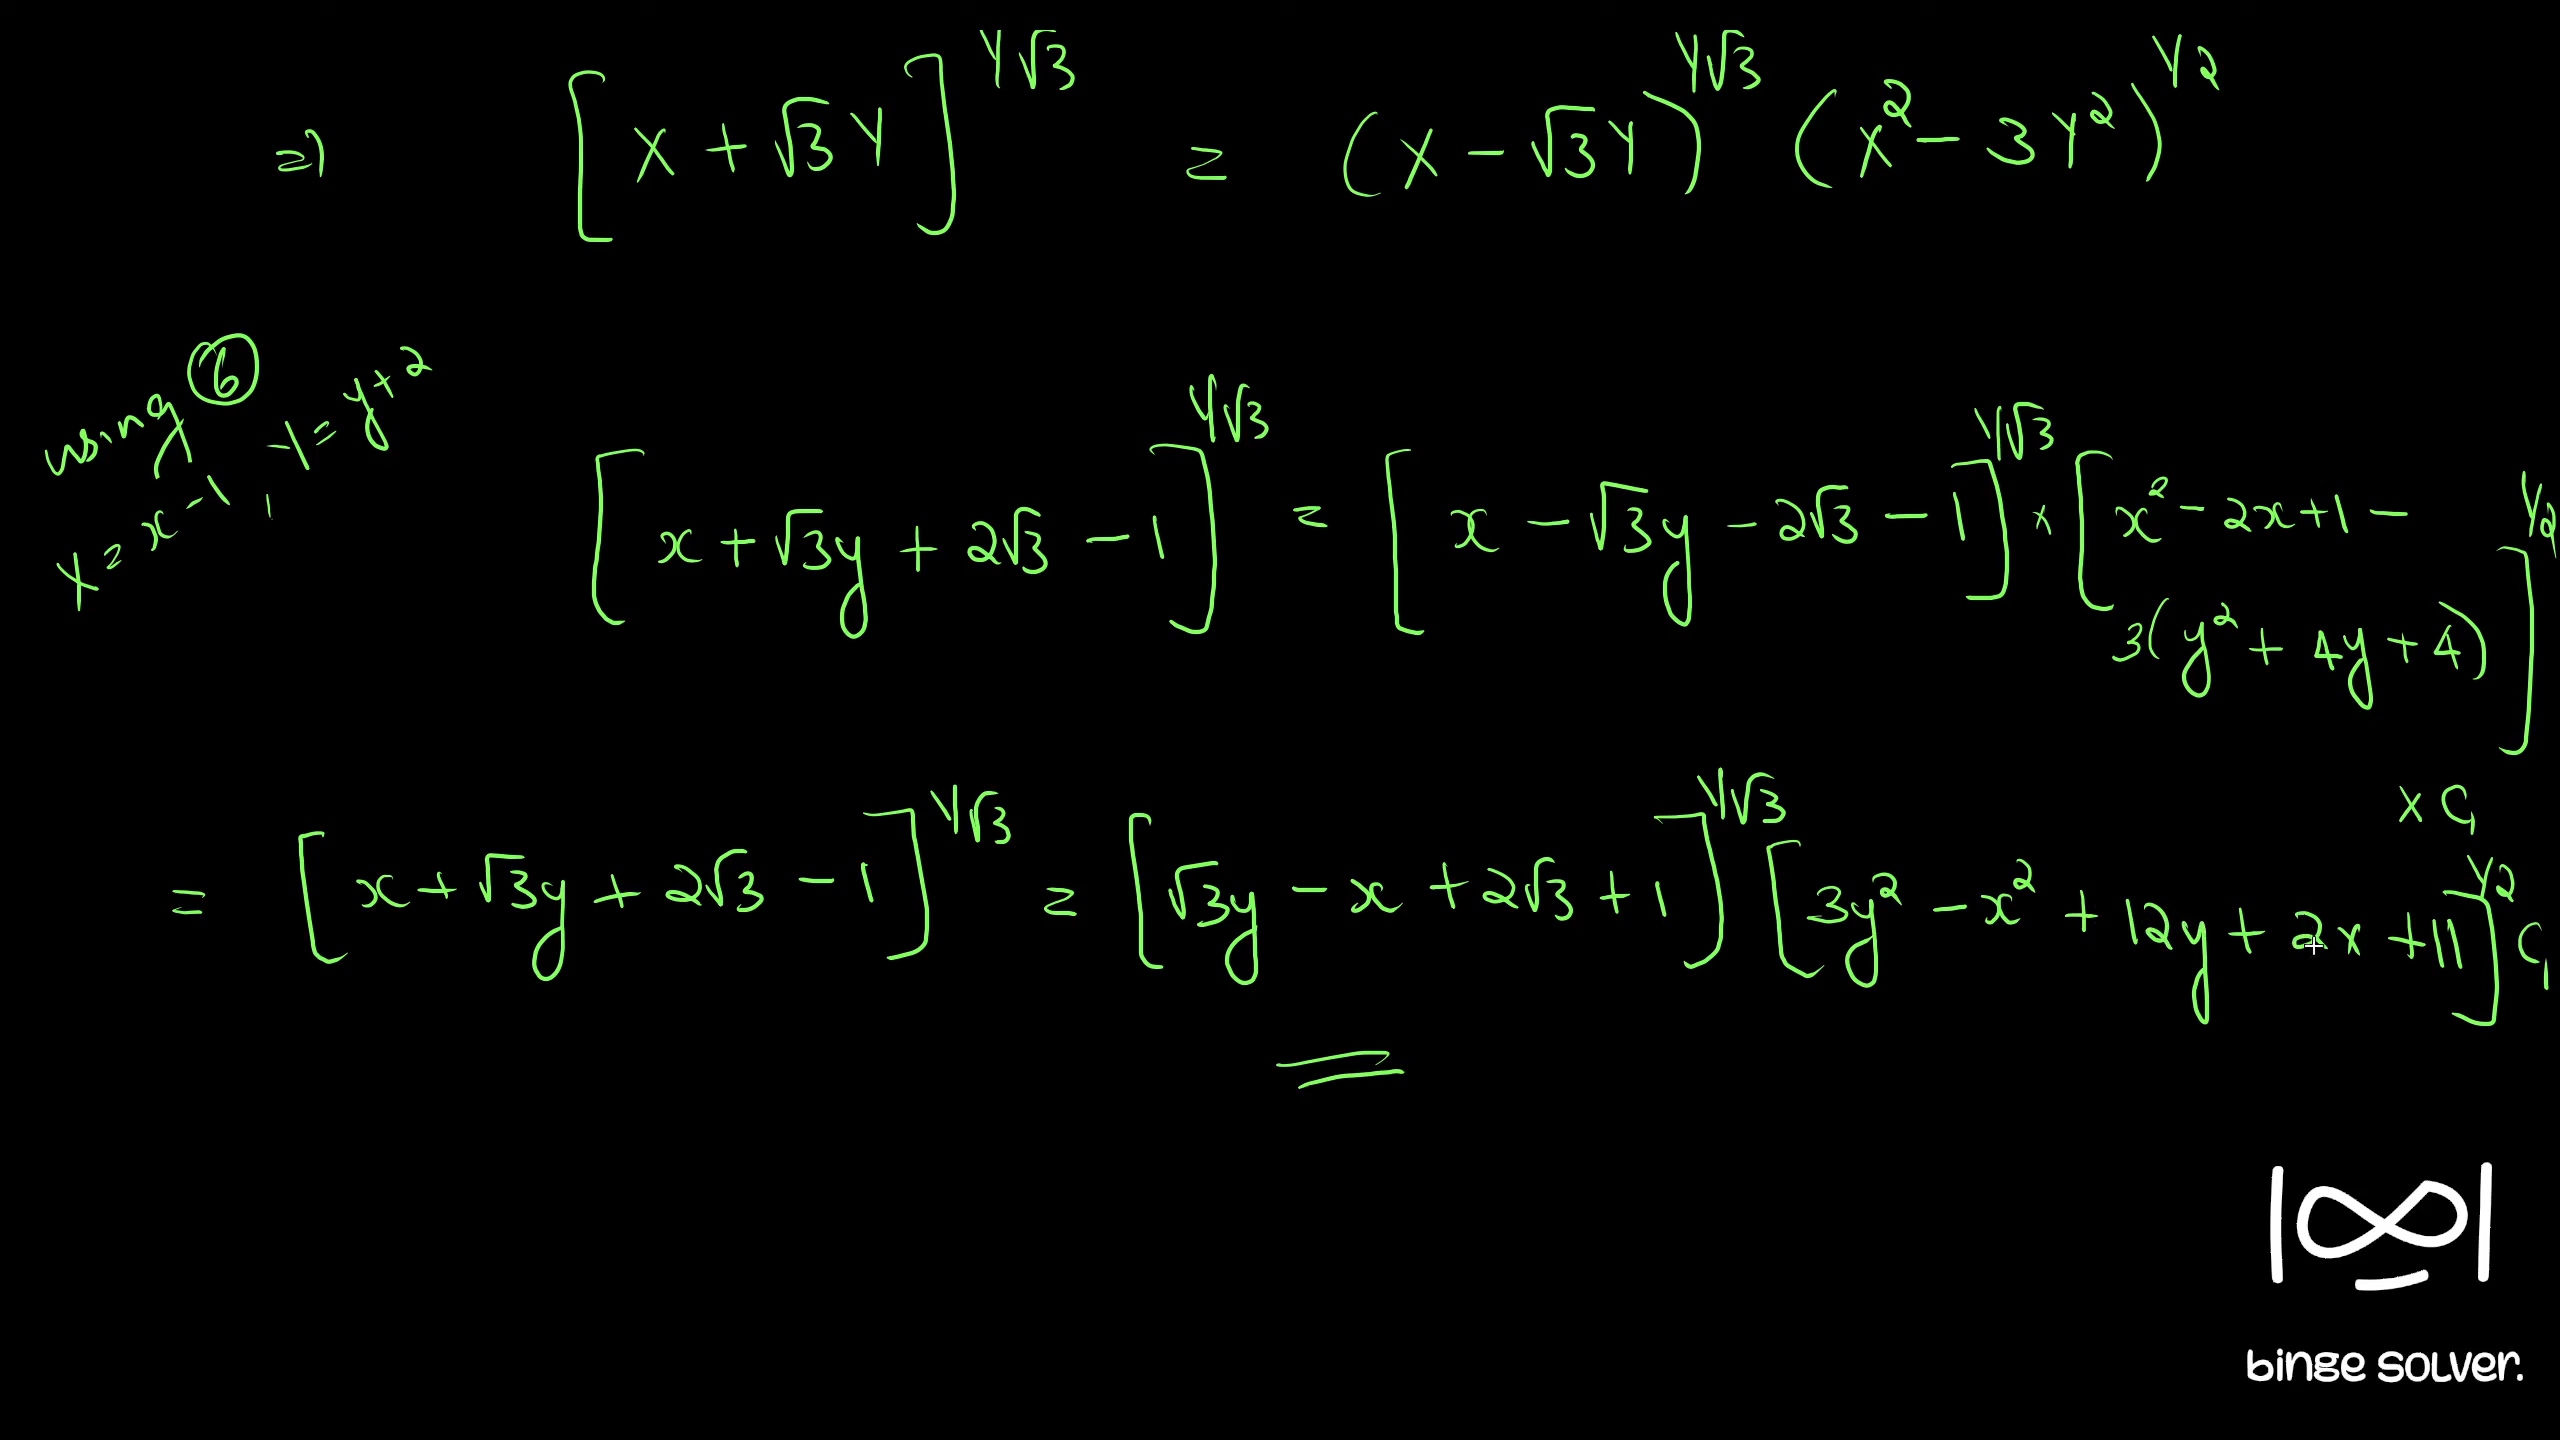 ⇒ [X + √3Y]^1/√3 = (X − √3Y)^1/√3 (X² − 3Y²)^1/2
using ⑥
X = x − 1, Y = y + 2
[x + √3y + 2√3 − 1]^1/√3 = [x − √3y − 2√3 − 1]^1/√3 × [x² − 2x + 1 −
3(y² + 4y + 4)]^1/2
× C₁
= [x + √3y + 2√3 − 1]^1/√3 = [√3y − x + 2√3 + 1]^1/√3 [3y² − x² + 12y + 2x + 11]^1/2 C₁
binge solver.